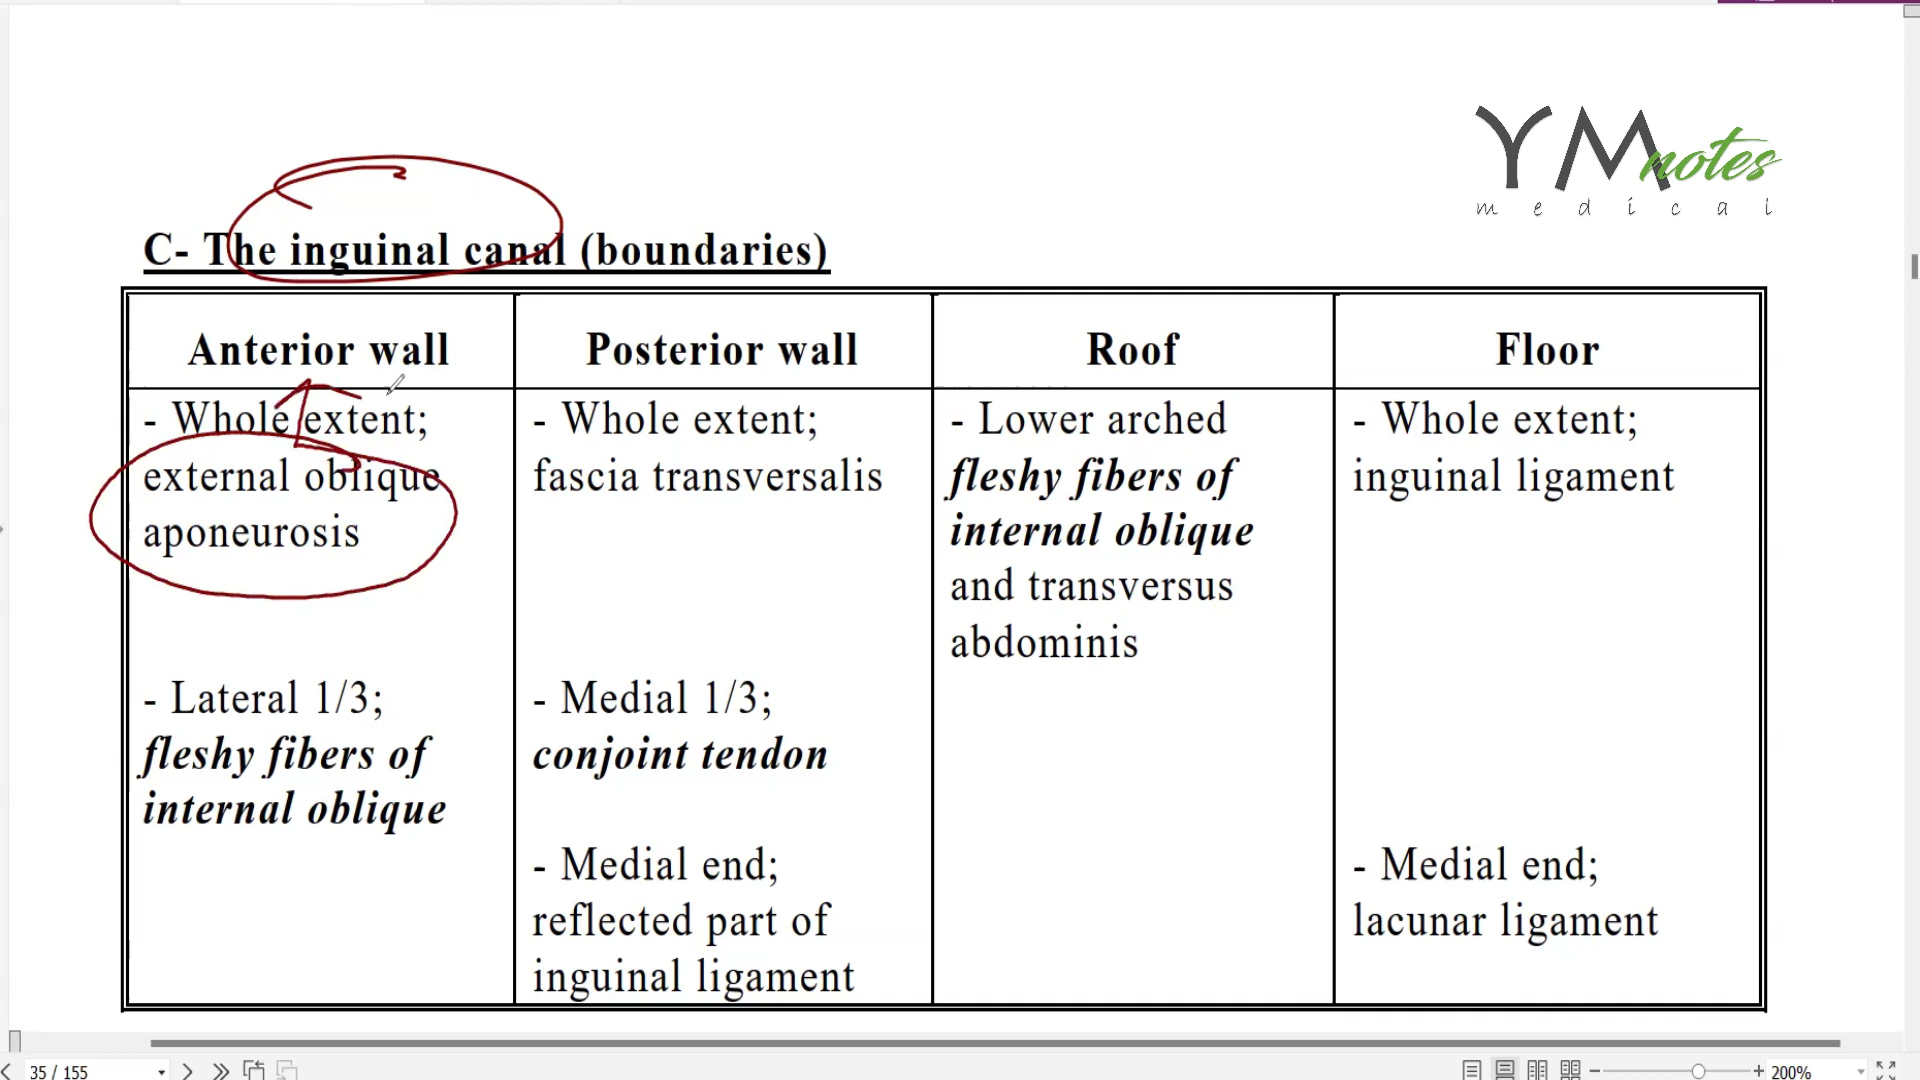 YM notes
medical
C- The inguinal canal (boundaries)
Anterior wall
Posterior wall
Roof
Floor
- Whole extent;
external oblique
aponeurosis
- Lateral 1/3;
fleshy fibers of
internal oblique
- Whole extent;
fascia transversalis
- Medial 1/3;
conjoint tendon
- Medial end;
reflected part of
inguinal ligament
- Lower arched
fleshy fibers of
internal oblique
and transversus
abdominis
- Whole extent;
inguinal ligament
- Medial end;
lacunar ligament
35 / 155
200%